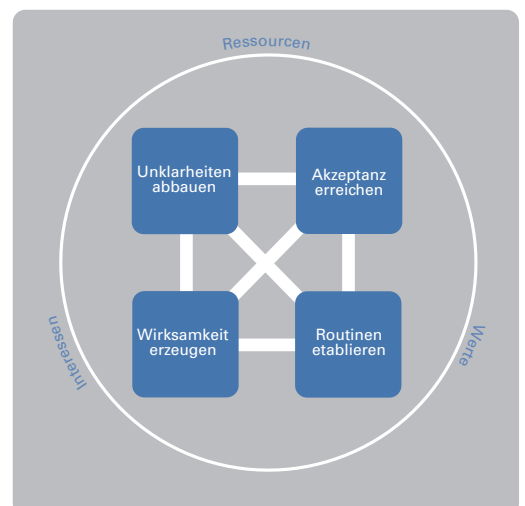 Ressourcen
Unklarheiten
abbauen
Akzeptanz
erreichen
Wirksamkeit
erzeugen
Routinen
etablieren
Interessen
Werte